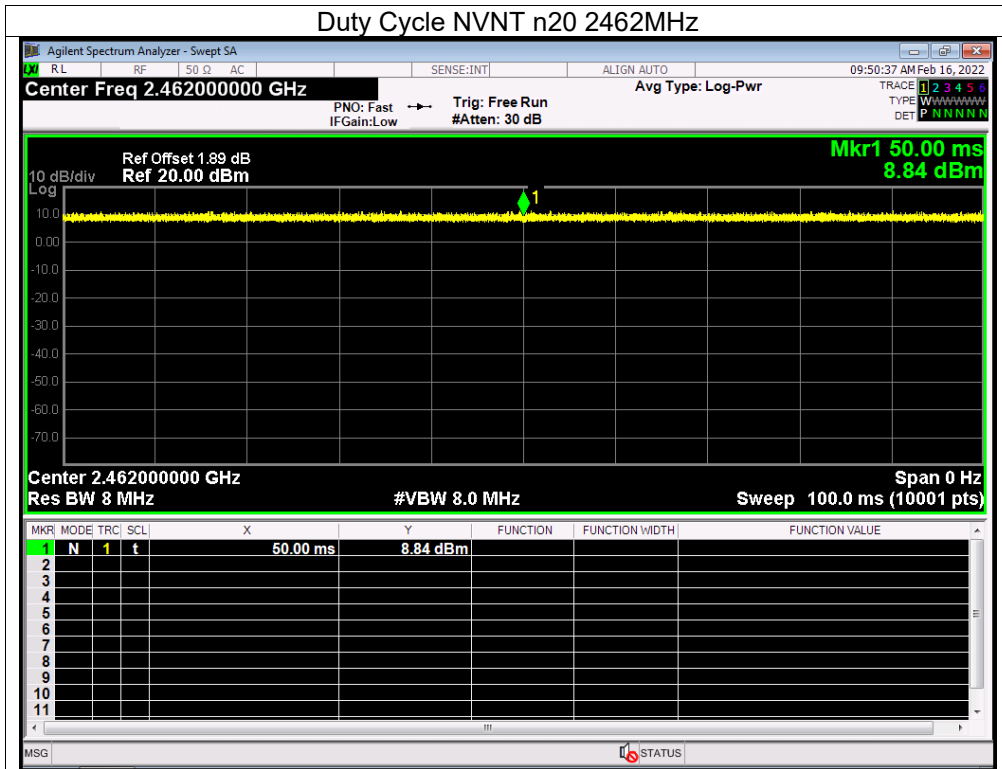 Duty Cycle NVNT n20 2462MHz
Agilent Spectrum Analyzer - Swept SA
LXI RL RF 50 Ω AC SENSE:INT ALIGN AUTO 09:50:37 AM Feb 16, 2022
Center Freq 2.462000000 GHz Avg Type: Log-Pwr TRACE 1 2 3 4 5 6
PNO: Fast Trig: Free Run TYPE WWWWWW
IFGain:Low #Atten: 30 dB DET P N N N N N
Mkr1 50.00 ms
8.84 dBm
Ref Offset 1.89 dB
10 dB/div Ref 20.00 dBm
Log
1
10.0
0.00
-10.0
-20.0
-30.0
-40.0
-50.0
-60.0
-70.0
Center 2.462000000 GHz Span 0 Hz
Res BW 8 MHz #VBW 8.0 MHz Sweep 100.0 ms (10001 pts)
MKR MODE TRC SCL X Y FUNCTION FUNCTION WIDTH FUNCTION VALUE
1 N 1 t 50.00 ms 8.84 dBm
2
3
4
5
6
7
8
9
10
11
MSG STATUS